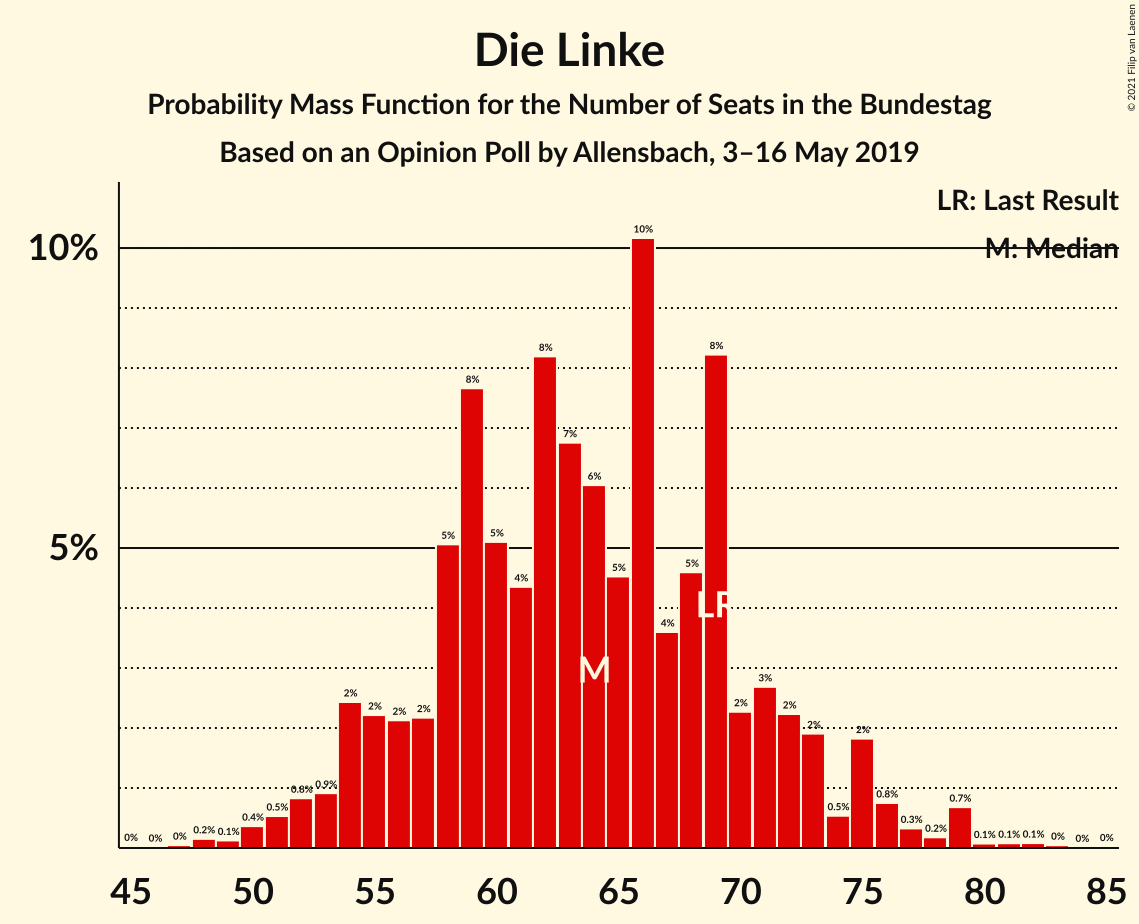 Die Linke
Probability Mass Function for the Number of Seats in the Bundestag
Based on an Opinion Poll by Allensbach, 3–16 May 2019
© 2021 Filip van Laenen
LR: Last Result
M: Median
10%
5%
0% 0% 0% 0.2% 0.1% 0.4% 0.5% 0.8% 0.9% 2% 2% 2% 2% 5% 8% 5% 4% 8% 7% 6% 5% 10% 4% 5% 8% 2% 3% 2% 2% 0.5% 2% 0.8% 0.3% 0.2% 0.7% 0.1% 0.1% 0.1% 0% 0% 0%
LR
M
45 50 55 60 65 70 75 80 85